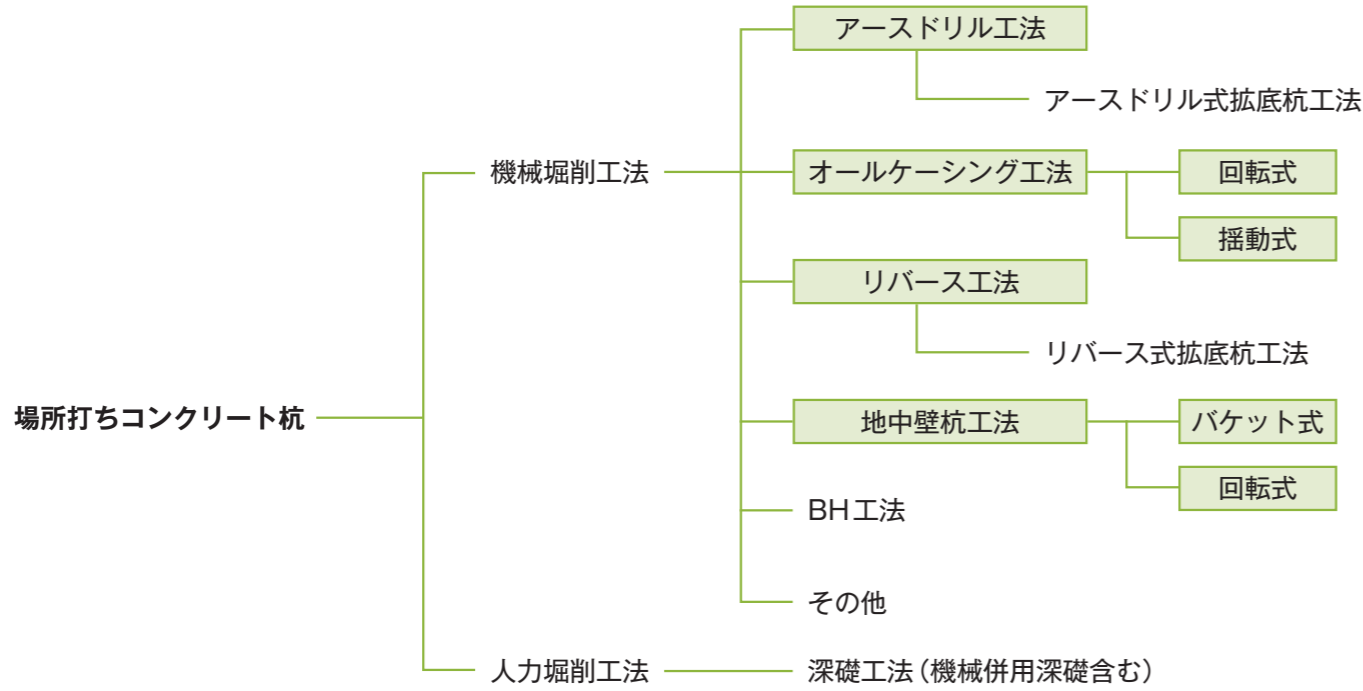 場所打ちコンクリート杭
機械堀削工法
アースドリル工法
アースドリル式拡底杭工法
オールケーシング工法
回転式
揺動式
リバース工法
リバース式拡底杭工法
地中壁杭工法
バケット式
回転式
BH工法
その他
人力堀削工法
深礎工法（機械併用深礎含む）